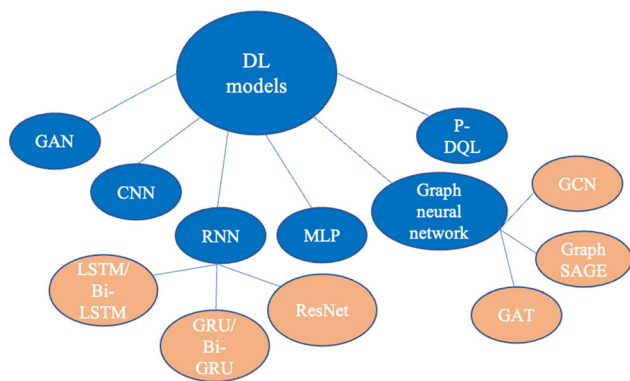 DL
models
GAN
P-
DQL
CNN
Graph
neural
network
GCN
RNN
MLP
Graph
SAGE
LSTM/
Bi-
LSTM
ResNet
GAT
GRU/
Bi-
GRU